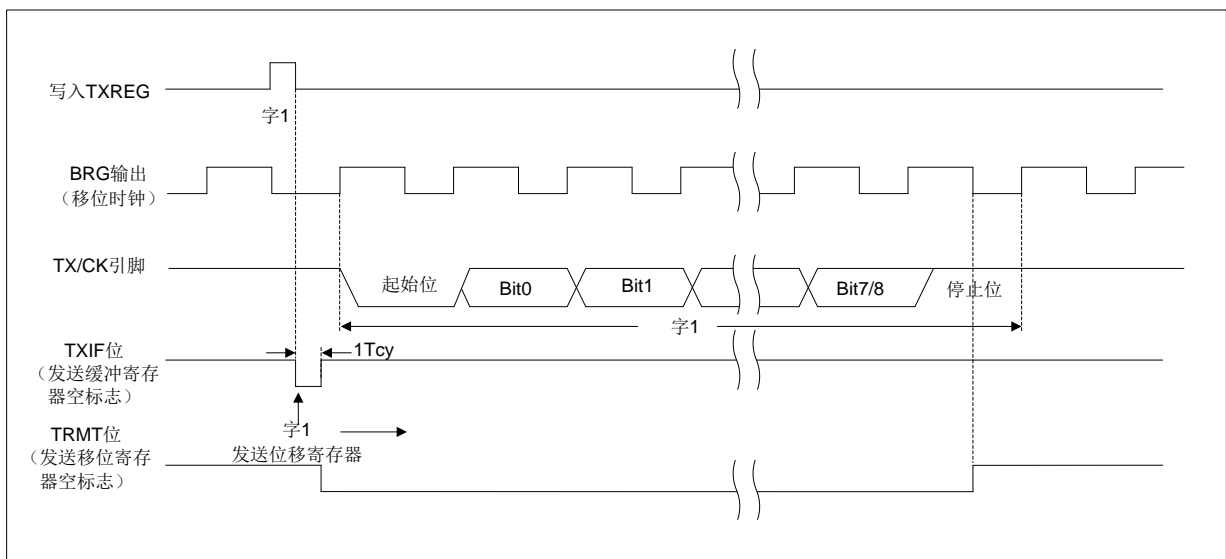 写入TXREG
字1
BRG输出
（移位时钟）
TX/CK引脚
起始位
Bit0
Bit1
Bit7/8
停止位
字1
TXIF位
（发送缓冲寄存
器空标志）
1Tcy
字1
发送位移寄存器
TRMT位
（发送移位寄存
器空标志）